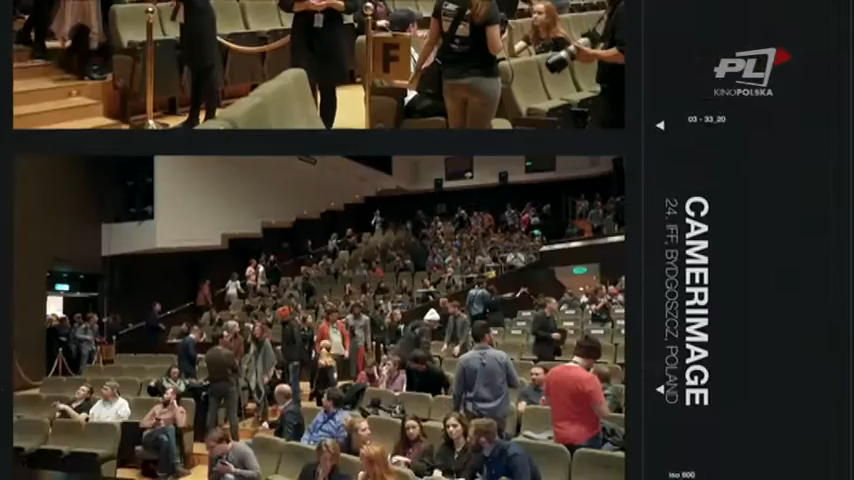 F
PL
KINOPOLSKA
03 - 33_20
CAMERIMAGE
24. IFF, BYDGOSZCZ, POLAND
Iso 600